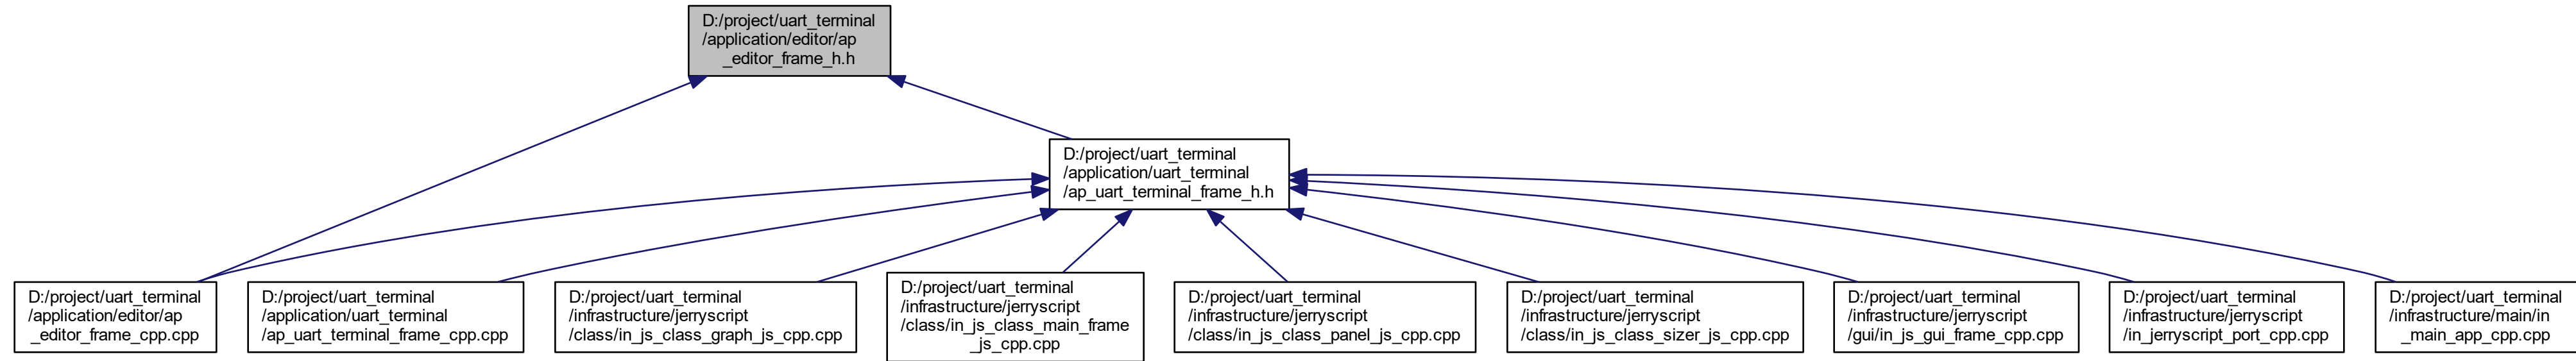 D:/project/uart_terminal
/application/editor/ap
_editor_frame_h.h
D:/project/uart_terminal
/application/uart_terminal
/ap_uart_terminal_frame_h.h
D:/project/uart_terminal
/application/editor/ap
_editor_frame_cpp.cpp
D:/project/uart_terminal
/application/uart_terminal
/ap_uart_terminal_frame_cpp.cpp
D:/project/uart_terminal
/infrastructure/jerryscript
/class/in_js_class_graph_js_cpp.cpp
D:/project/uart_terminal
/infrastructure/jerryscript
/class/in_js_class_main_frame
_js_cpp.cpp
D:/project/uart_terminal
/infrastructure/jerryscript
/class/in_js_class_panel_js_cpp.cpp
D:/project/uart_terminal
/infrastructure/jerryscript
/class/in_js_class_sizer_js_cpp.cpp
D:/project/uart_terminal
/infrastructure/jerryscript
/gui/in_js_gui_frame_cpp.cpp
D:/project/uart_terminal
/infrastructure/jerryscript
/in_jerryscript_port_cpp.cpp
D:/project/uart_terminal
/infrastructure/main/in
_main_app_cpp.cpp